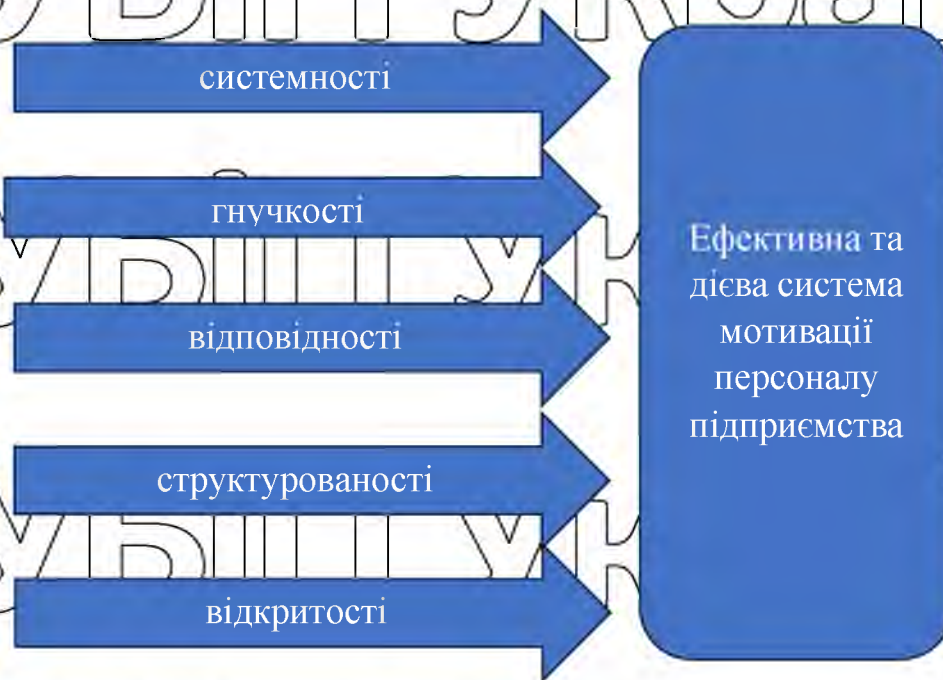 системності
гнучкості
відповідності
структурованості
відкритості
Ефективна та
дієва система
мотивації
персоналу
підприємства